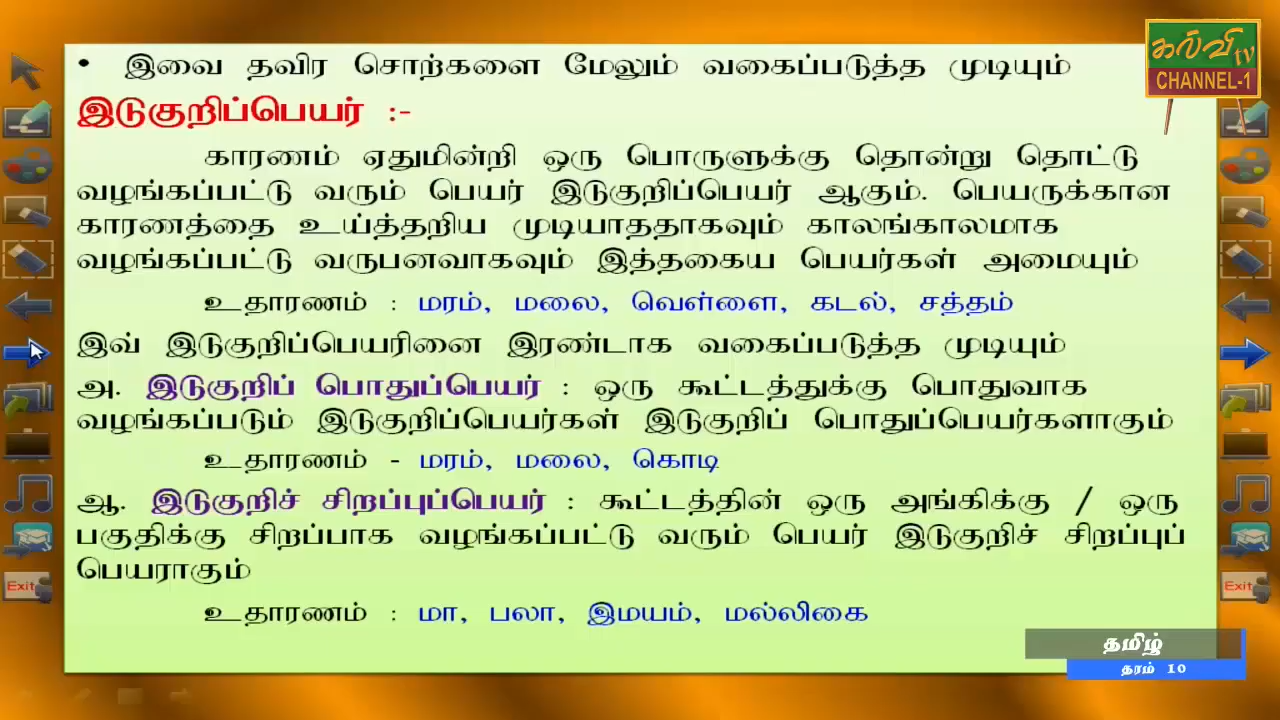 கல்வி tv
CHANNEL-1
• இவை தவிர சொற்களை மேலும் வகைப்படுத்த முடியும்
இடுகுறிப்பெயர் :-
காரணம் ஏதுமின்றி ஒரு பொருளுக்கு தொன்று தொட்டு
வழங்கப்பட்டு வரும் பெயர் இடுகுறிப்பெயர் ஆகும். பெயருக்கான
காரணத்தை உய்த்தறிய முடியாததாகவும் காலங்காலமாக
வழங்கப்பட்டு வருபனவாகவும் இத்தகைய பெயர்கள் அமையும்
உதாரணம் : மரம், மலை, வெள்ளை, கடல், சத்தம்
இவ் இடுகுறிப்பெயரினை இரண்டாக வகைப்படுத்த முடியும்
அ. இடுகுறிப் பொதுப்பெயர் : ஒரு கூட்டத்துக்கு பொதுவாக
வழங்கப்படும் இடுகுறிப்பெயர்கள் இடுகுறிப் பொதுப்பெயர்களாகும்
உதாரணம் - மரம், மலை, கொடி
ஆ. இடுகுறிச் சிறப்புப்பெயர் : கூட்டத்தின் ஒரு அங்கிக்கு / ஒரு
பகுதிக்கு சிறப்பாக வழங்கப்பட்டு வரும் பெயர் இடுகுறிச் சிறப்புப்
பெயராகும்
உதாரணம் : மா, பலா, இமயம், மல்லிகை
Exit
Exit
தமிழ்
தரம் 10